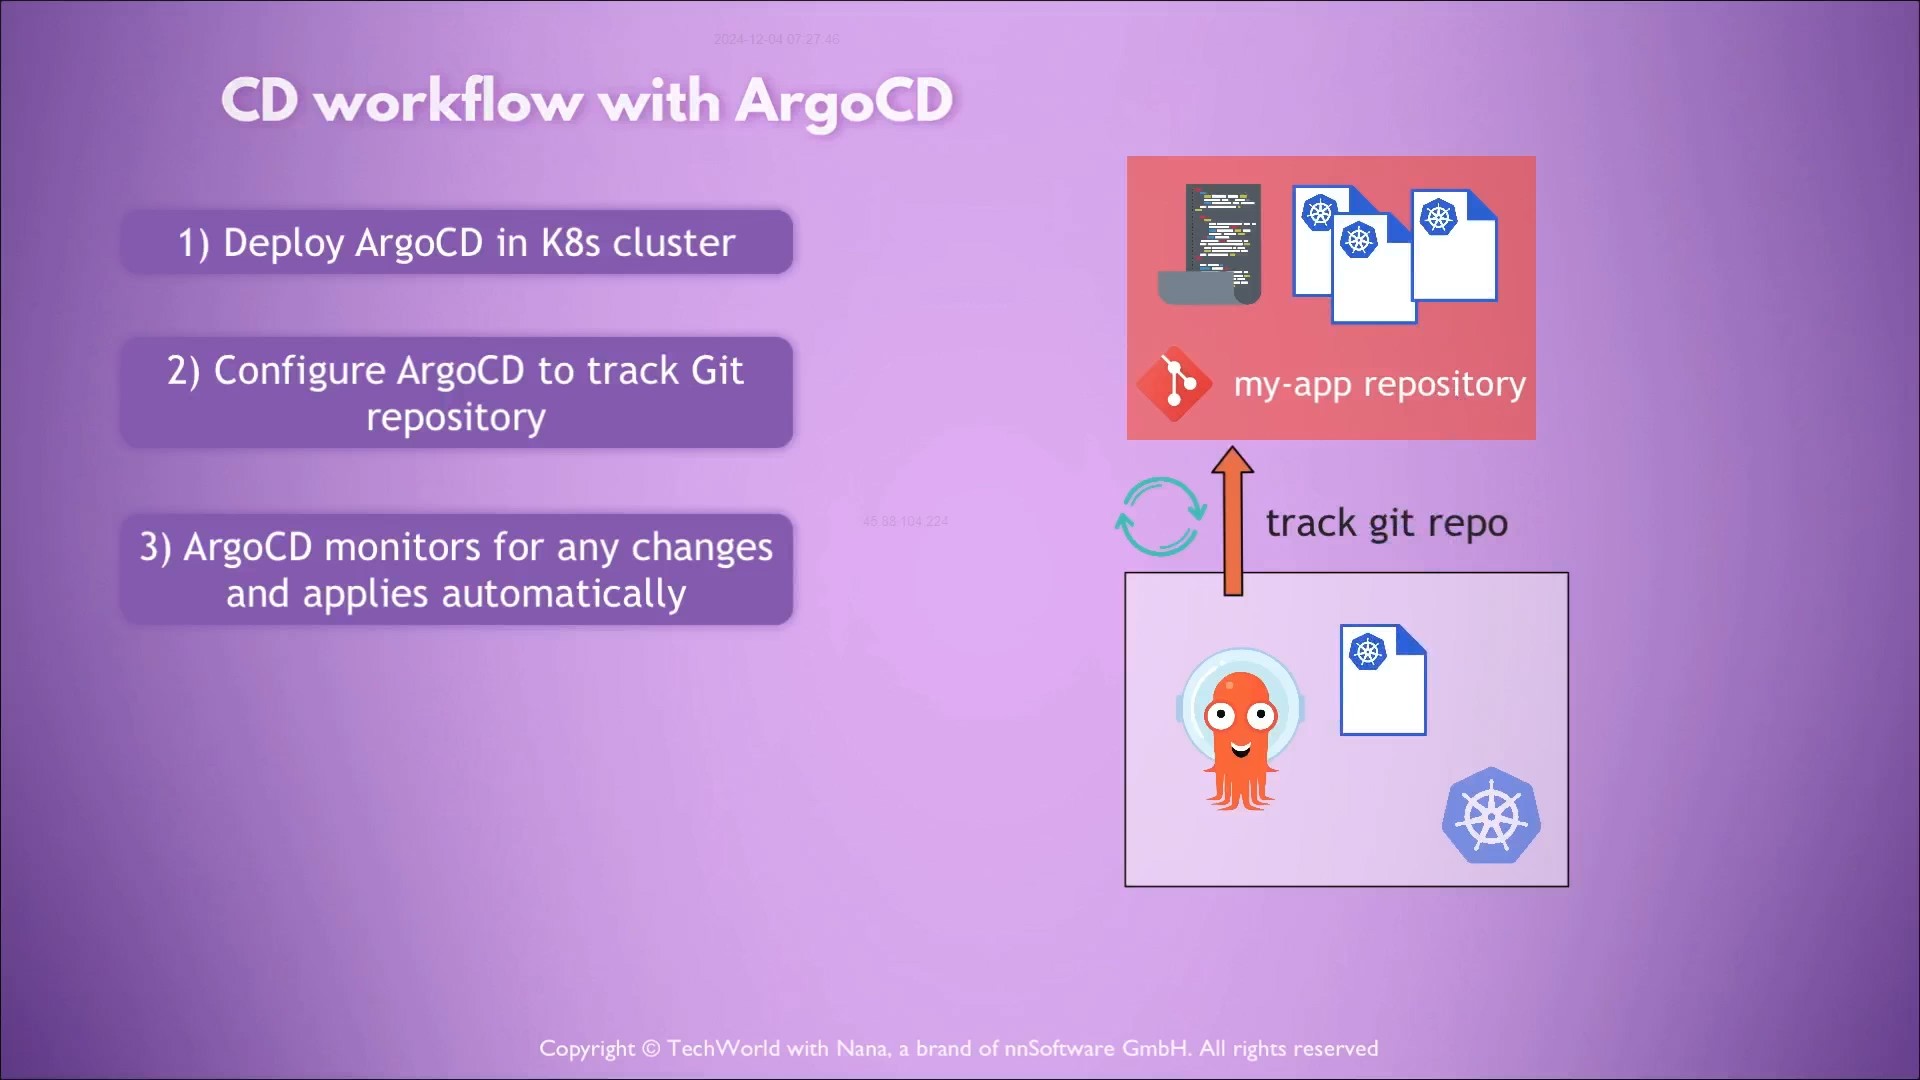 2024-12-04 07:27:46
CD workflow with ArgoCD
1) Deploy ArgoCD in K8s cluster
2) Configure ArgoCD to track Git
repository
3) ArgoCD monitors for any changes
and applies automatically
my-app repository
45.88.104.224
track git repo
Copyright © TechWorld with Nana, a brand of nnSoftware GmbH. All rights reserved